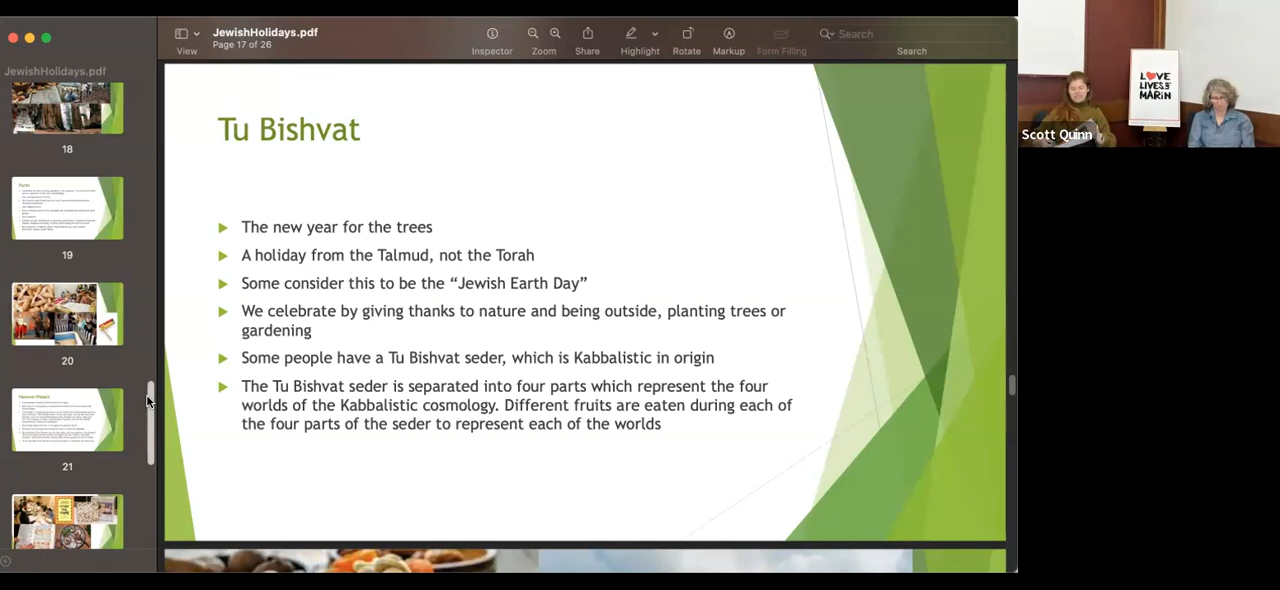 JewishHolidays.pdf
Page 17 of 26
View
Inspector
Zoom
Share
Highlight
Rotate
Markup
Form Filling
Search
Search
JewishHolidays.pdf
18
19
20
21
Tu Bishvat
The new year for the trees
A holiday from the Talmud, not the Torah
Some consider this to be the “Jewish Earth Day”
We celebrate by giving thanks to nature and being outside, planting trees or
gardening
Some people have a Tu Bishvat seder, which is Kabbalistic in origin
The Tu Bishvat seder is separated into four parts which represent the four
worlds of the Kabbalistic cosmology. Different fruits are eaten during each of
the four parts of the seder to represent each of the worlds
LOVE
LIVES IN
MARIN
Scott Quinn